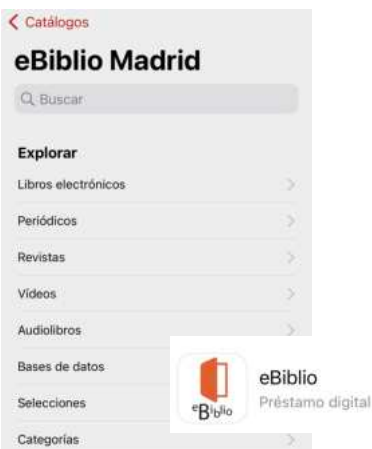 Catálogos
eBiblio Madrid
Buscar
Explorar
Libros electrónicos
Periódicos
Revistas
Vídeos
Audiolibros
Bases de datos
Selecciones
Categorías
eBiblio
eBiblio
Préstamo digital